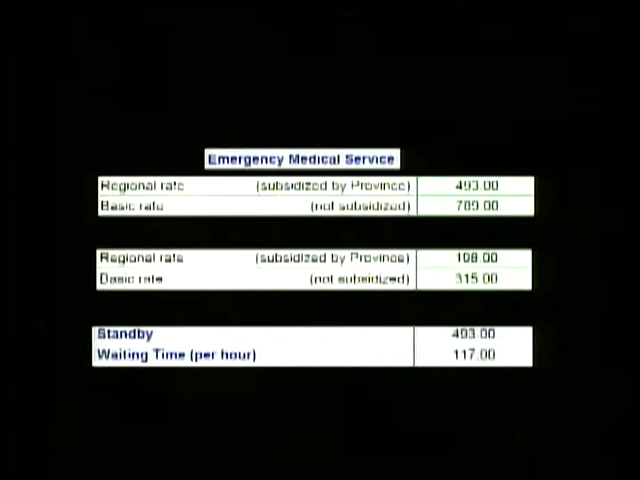 Emergency Medical Service
Regional rate (subsidized by Province) 493.00
Basic rate (not subsidized) 789.00
Regional rate (subsidized by Province) 108.00
Basic rate (not subsidized) 315.00
Standby 403.00
Waiting Time (per hour) 117.00